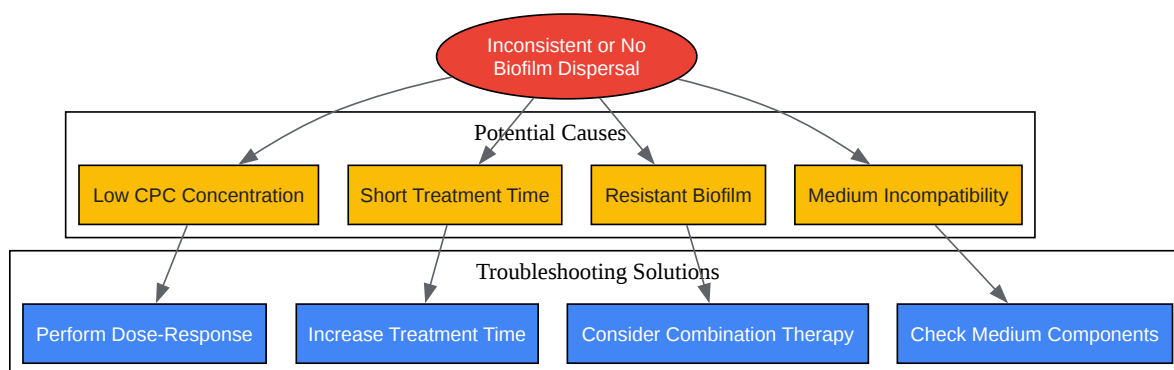 Inconsistent or No
Biofilm Dispersal
Potential Causes
Low CPC Concentration
Short Treatment Time
Resistant Biofilm
Medium Incompatibility
Troubleshooting Solutions
Perform Dose-Response
Increase Treatment Time
Consider Combination Therapy
Check Medium Components